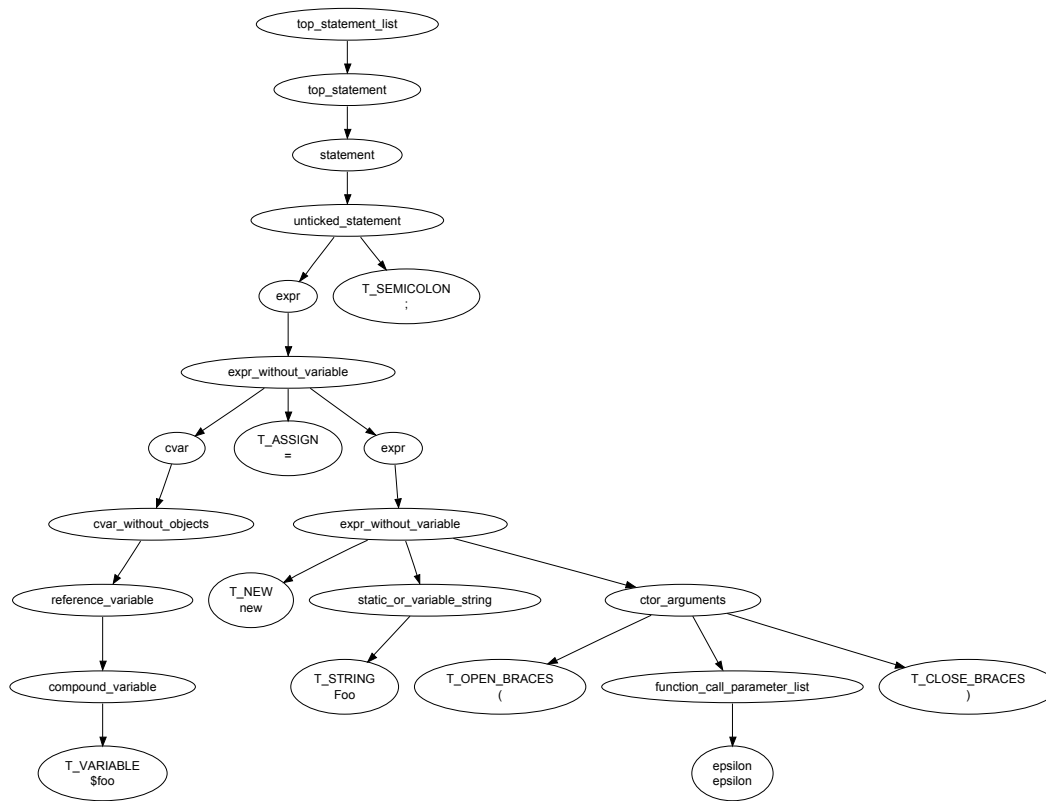 top_statement_list
top_statement
statement
unticked_statement
expr
T_SEMICOLON
;
expr_without_variable
cvar
T_ASSIGN
=
expr
cvar_without_objects
expr_without_variable
reference_variable
T_NEW
new
static_or_variable_string
ctor_arguments
compound_variable
T_STRING
Foo
T_OPEN_BRACES
(
function_call_parameter_list
T_CLOSE_BRACES
)
T_VARIABLE
$foo
epsilon
epsilon